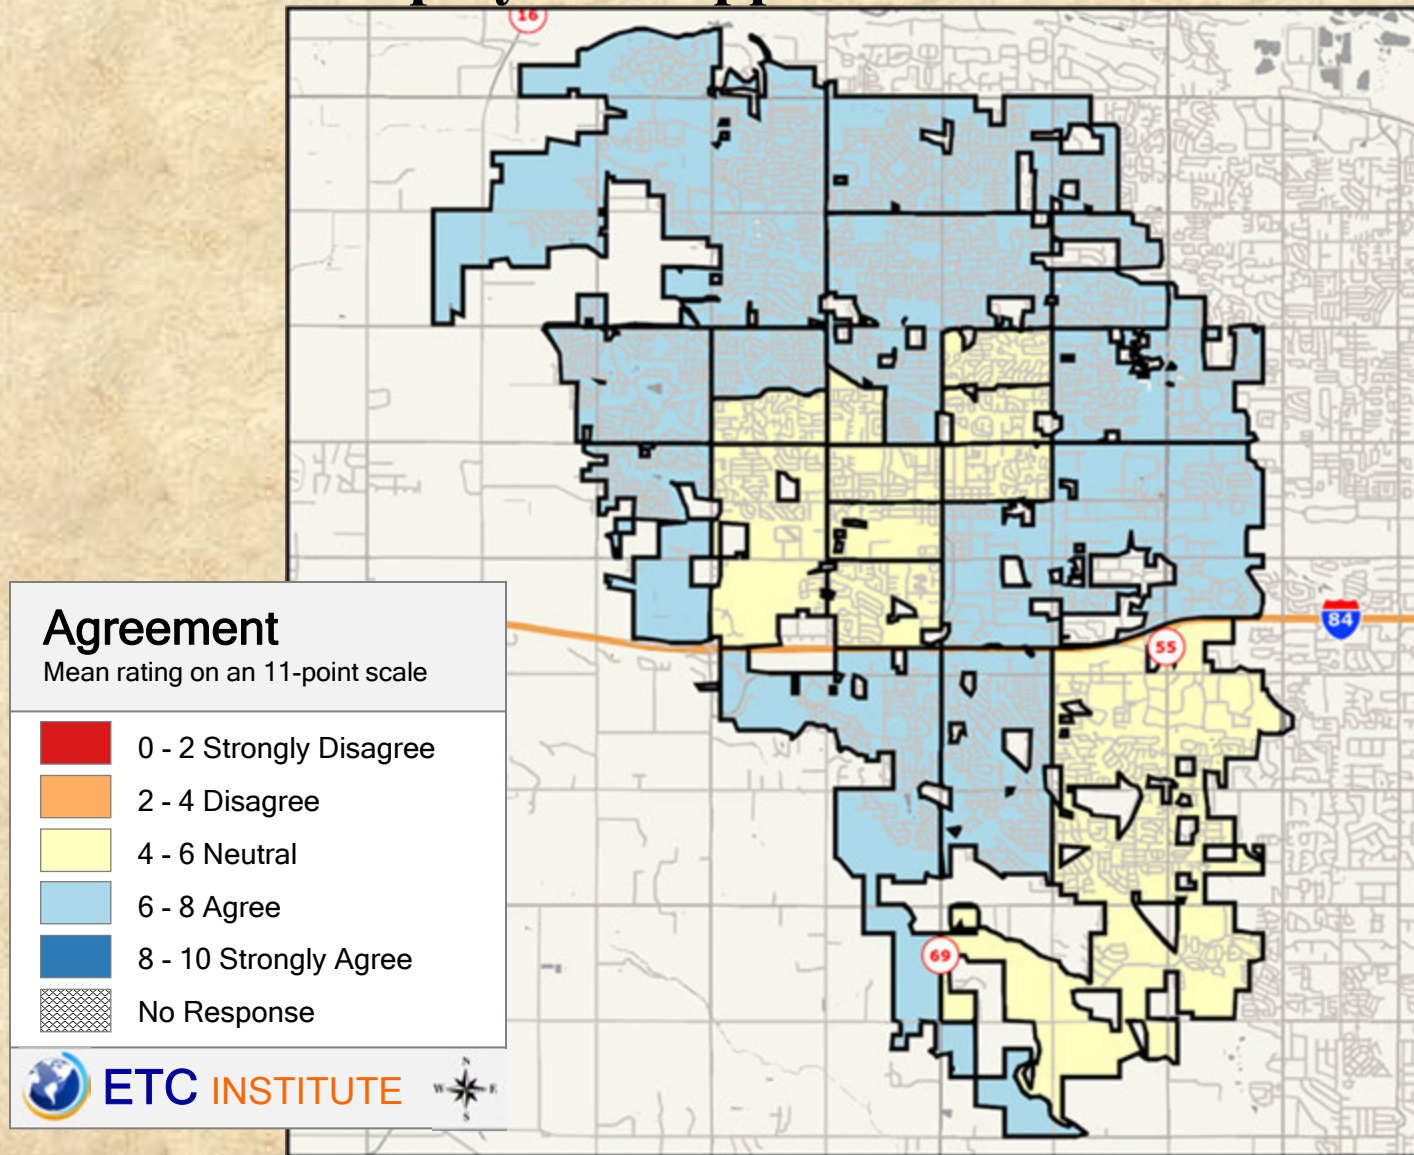 16
84
55
69
Agreement
Mean rating on an 11-point scale
0 - 2 Strongly Disagree
2 - 4 Disagree
4 - 6 Neutral
6 - 8 Agree
8 - 10 Strongly Agree
No Response
ETC INSTITUTE
N
W E
S